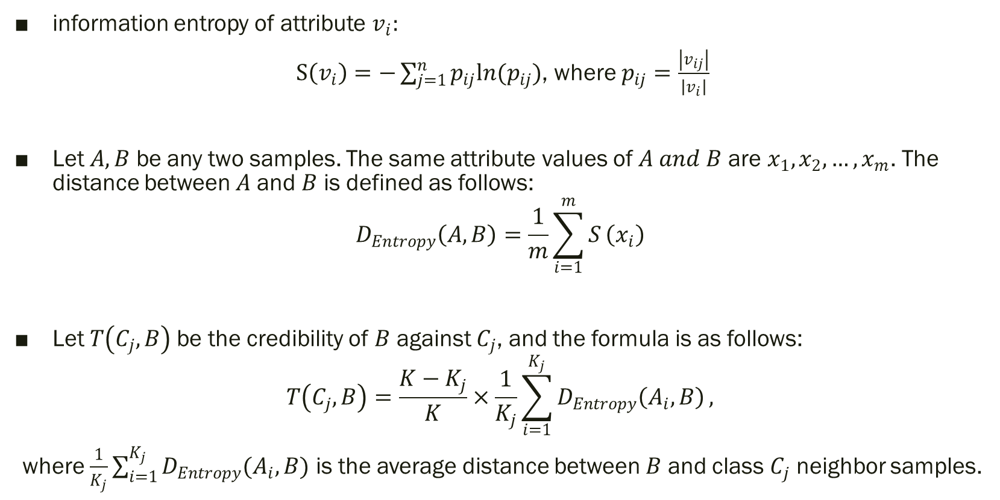 ■ information entropy of attribute $v_i$:
$\mathrm{S}(v_i) = -\sum_{j=1}^{n} p_{ij}\mathrm{l}n(p_{ij})$, where $p_{ij} = \frac{|v_{ij}|}{|v_i|}$
■ Let $A, B$ be any two samples. The same attribute values of $A\ and\ B$ are $x_1, x_2, \ldots, x_m$. The
distance between $A$ and $B$ is defined as follows:
$D_{Entropy}(A, B) = \frac{1}{m}\sum_{i=1}^{m} S(x_i)$
■ Let $T(C_j, B)$ be the credibility of $B$ against $C_j$, and the formula is as follows:
$T(C_j, B) = \frac{K - K_j}{K} \times \frac{1}{K_j}\sum_{i=1}^{K_j} D_{Entropy}(A_i, B)$,
where $\frac{1}{K_j}\sum_{i=1}^{K_j} D_{Entropy}(A_i, B)$ is the average distance between $B$ and class $C_j$ neighbor samples.